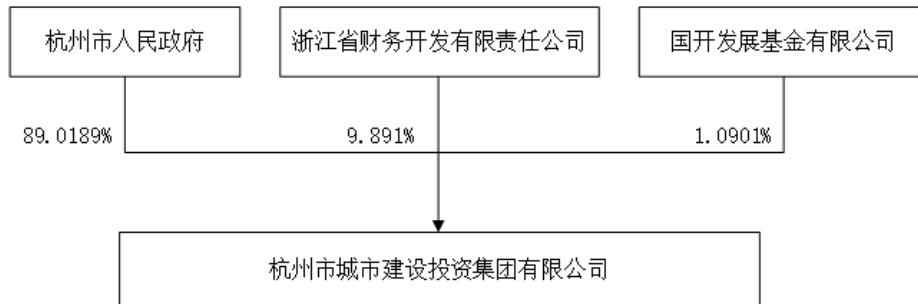 杭州市人民政府
浙江省财务开发有限责任公司
国开发展基金有限公司
89.0189%
9.891%
1.0901%
杭州市城市建设投资集团有限公司